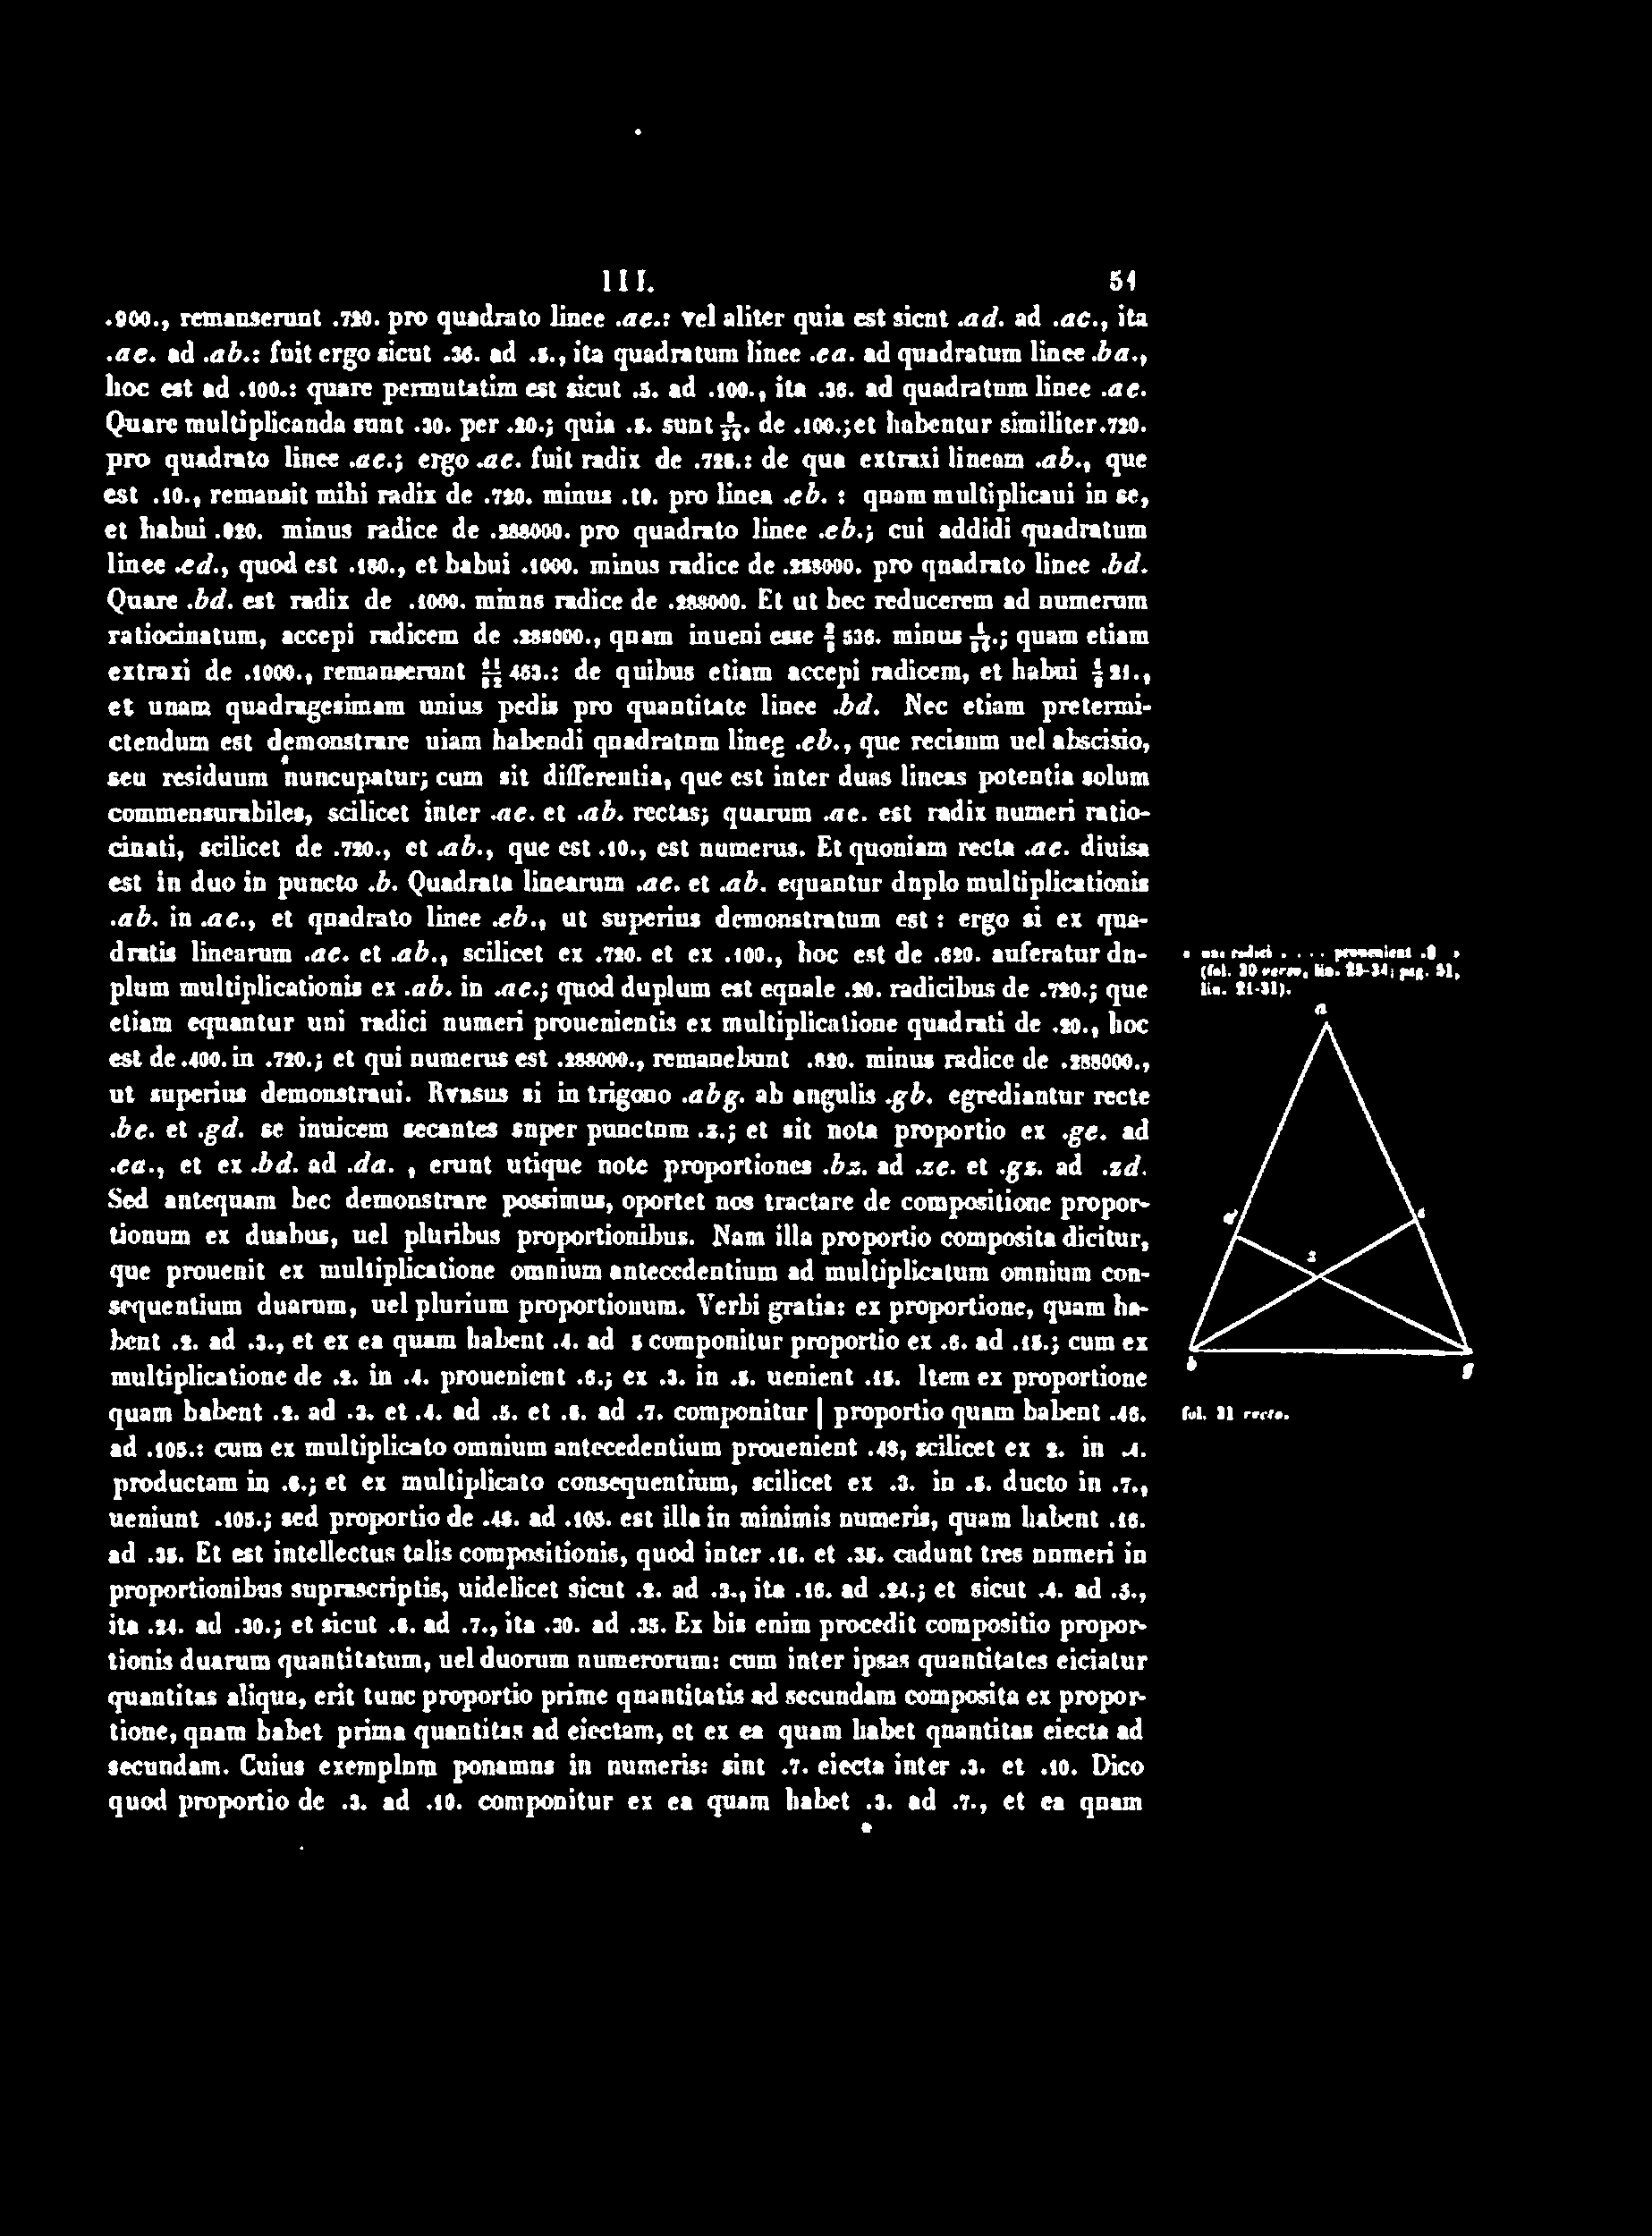 III. 51
.900., remanserunt .720. pro quadrato linee .ae.: vel aliter quia est sicut .ad. ad .ac., ita
.ae. ad .ab.: fuit ergo sicut .36. ad .5., ita quadratum linee .ea. ad quadratum linee .ba.,
hoc est ad .100.: quare permutatim est sicut .5. ad .100., ita .36. ad quadratum linee .ae.
Quare multiplicanda sunt .30. per .20.; quia .5. sunt 1/20. de .100.; et habentur similiter .720.
pro quadrato linee .ae.; ergo .ae. fuit radix de .720.: de qua extraxi lineam .ab., que
est .10., remansit mihi radix de .720. minus .10. pro linea .eb. : quam multiplicaui in se,
et habui .820. minus radice de .288000. pro quadrato linee .eb.; cui addidi quadratum
linee .ed., quod est .180., et habui .1000. minus radice de .288000. pro quadrato linee .bd.
Quare .bd. est radix de .1000. minus radice de .288000. Et ut hec reducerem ad numerum
ratiocinatum, accepi radicem de .288000., quam inueni esse 536. minus quam etiam
extraxi de .1000., remanserunt 463.: de quibus etiam accepi radicem, et habui 21.,
et unam quadragesimam unius pedis pro quantitate linee .bd. Nec etiam pretermi-
ctendum est demonstrare uiam habendi quadratum lineę .eb., que recisum uel abscisio,
seu residuum nuncupatur; cum sit differentia, que est inter duas lineas potentia solum
commensurabiles, scilicet inter .ae. et .ab. rectas; quarum .ae. est radix numeri ratio-
cinati, scilicet de .720., et .ab., que est .10., est numerus. Et quoniam recta .ae. diuisa
est in duo in puncto .b. Quadrata linearum .ae. et .ab. equantur duplo multiplicationis
.ab. in .ae., et quadrato linee .eb., ut superius demonstratum est : ergo si ex qua-
dratis linearum .ae. et .ab., scilicet ex .720. et ex .100., hoc est de .820. auferatur du-
plum multiplicationis ex .ab. in .ae.; quod duplum est equale .20. radicibus de .720.; que
etiam equantur uni radici numeri prouenientis ex multiplicatione quadrati de .20., hoc
est de .400. in .720.; et qui numerus est .288000., remanebunt .820. minus radice de .288000.,
ut superius demonstraui. Rvrsus si in trigono .abg. ab angulis .gb. egrediantur recte
.be. et .gd. se inuicem secantes super punctum .z.; et sit nota proportio ex .ge. ad
.ea., et ex .bd. ad .da. , erunt utique note proportiones .bz. ad .ze. et .gz. ad .zd.
Sed antequam hec demonstrare possimus, oportet nos tractare de compositione propor-
tionum ex duabus, uel pluribus proportionibus. Nam illa proportio composita dicitur,
que prouenit ex multiplicatione omnium antecedentium ad multiplicatum omnium con-
sequentium duarum, uel plurium proportionum. Verbi gratia: ex proportione, quam ha-
bent .2. ad .3., et ex ea quam habent .4. ad 5 componitur proportio ex .8. ad .15.; cum ex
multiplicatione de .2. in .4. prouenient .8.; ex .3. in .5. uenient .15. Item ex proportione
quam habent .2. ad .3. et .4. ad .5. et .6. ad .7. componitur | proportio quam habent .48.
ad .105.: cum ex multiplicato omnium antecedentium prouenient .48, scilicet ex 2. in .4.
productam in .6.; et ex multiplicato consequentium, scilicet ex .3. in .5. ducto in .7.,
ueniunt .105.; sed proportio de .48. ad .105. est illa in minimis numeris, quam habent .16.
ad .35. Et est intellectus talis compositionis, quod inter .16. et .35. cadunt tres numeri in
proportionibus suprascriptis, uidelicet sicut .2. ad .3., ita .16. ad .24.; et sicut .4. ad .5.,
ita .24. ad .30.; et sicut .6. ad .7., ita .30. ad .35. Ex his enim procedit compositio propor-
tionis duarum quantitatum, uel duorum numerorum: cum inter ipsas quantitates eiciatur
quantitas aliqua, erit tunc proportio prime quantitatis ad secundam composita ex propor-
tione, quam habet prima quantitas ad eiectam, et ex ea quam habet quantitas eiecta ad
secundam. Cuius exemplum ponamus in numeris: sint .7. eiecta inter .3. et .10. Dico
quod proportio de .3. ad .10. componitur ex ea quam habet .3. ad .7., et ea quam
« uni radici . . . . prouenient .8 »
(fol. 30 verso, lin. 28-34; pag. 51,
lin. 21-31).
a
d
e
z
b
g
fol. 31 recto.